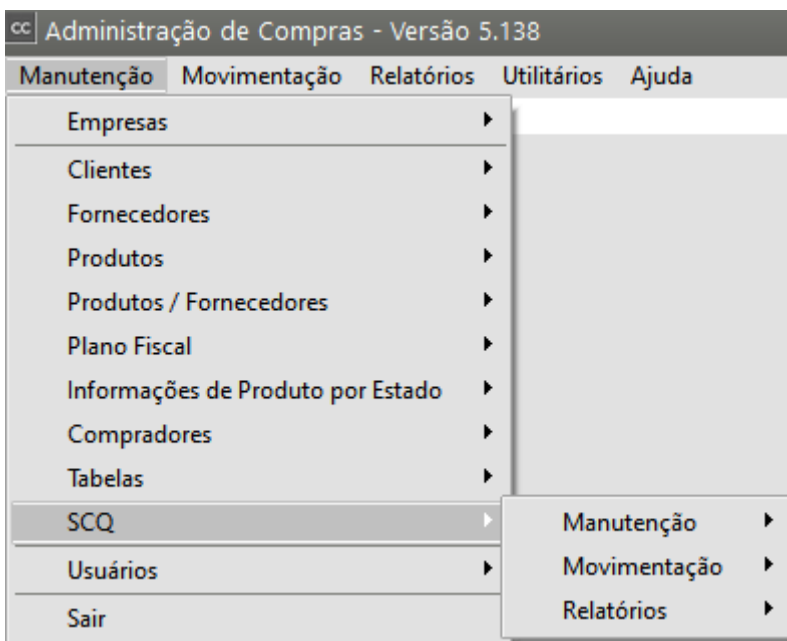 cc Administração de Compras - Versão 5.138
Manutenção Movimentação Relatórios Utilitários Ajuda
Empresas
Clientes
Fornecedores
Produtos
Produtos / Fornecedores
Plano Fiscal
Informações de Produto por Estado
Compradores
Tabelas
SCQ
Manutenção
Usuários
Movimentação
Sair
Relatórios